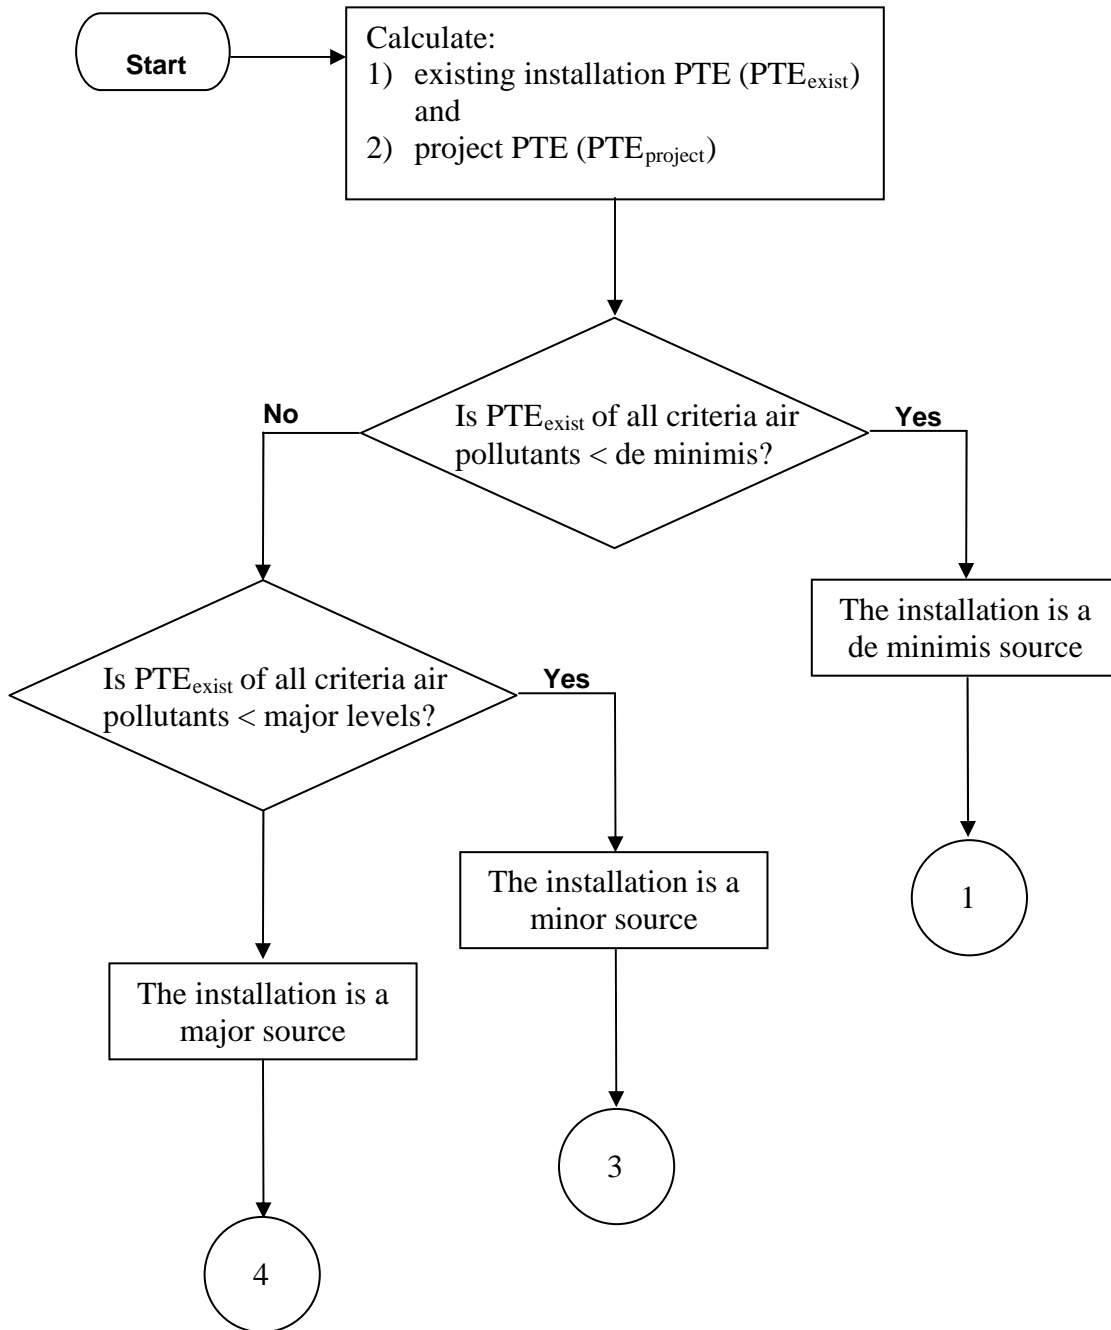 Start
Calculate:
1) existing installation PTE (PTEexist)
and
2) project PTE (PTEproject)
No
Is PTEexist of all criteria air
pollutants < de minimis?
Yes
The installation is a
de minimis source
Is PTEexist of all criteria air
pollutants < major levels?
Yes
The installation is a
minor source
1
The installation is a
major source
3
4